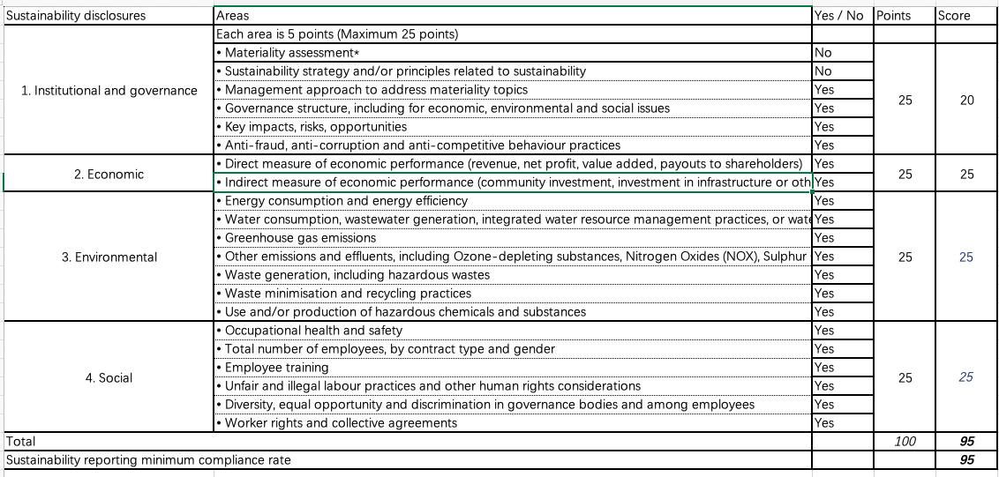 Sustainability disclosures Areas Yes / No Points Score
Each area is 5 points (Maximum 25 points)
• Materiality assessment* No
• Sustainability strategy and/or principles related to sustainability No
1. Institutional and governance • Management approach to address materiality topics Yes 25 20
• Governance structure, including for economic, environmental and social issues Yes
• Key impacts, risks, opportunities Yes
• Anti-fraud, anti-corruption and anti-competitive behaviour practices Yes
2. Economic • Direct measure of economic performance (revenue, net profit, value added, payouts to shareholders) Yes 25 25
• Indirect measure of economic performance (community investment, investment in infrastructure or oth Yes
• Energy consumption and energy efficiency Yes
• Water consumption, wastewater generation, integrated water resource management practices, or wate Yes
• Greenhouse gas emissions Yes
3. Environmental • Other emissions and effluents, including Ozone-depleting substances, Nitrogen Oxides (NOX), Sulphur Yes 25 25
• Waste generation, including hazardous wastes Yes
• Waste minimisation and recycling practices Yes
• Use and/or production of hazardous chemicals and substances Yes
• Occupational health and safety Yes
• Total number of employees, by contract type and gender Yes
• Employee training Yes
4. Social • Unfair and illegal labour practices and other human rights considerations Yes 25 25
• Diversity, equal opportunity and discrimination in governance bodies and among employees Yes
• Worker rights and collective agreements Yes
Total 100 95
Sustainability reporting minimum compliance rate 95